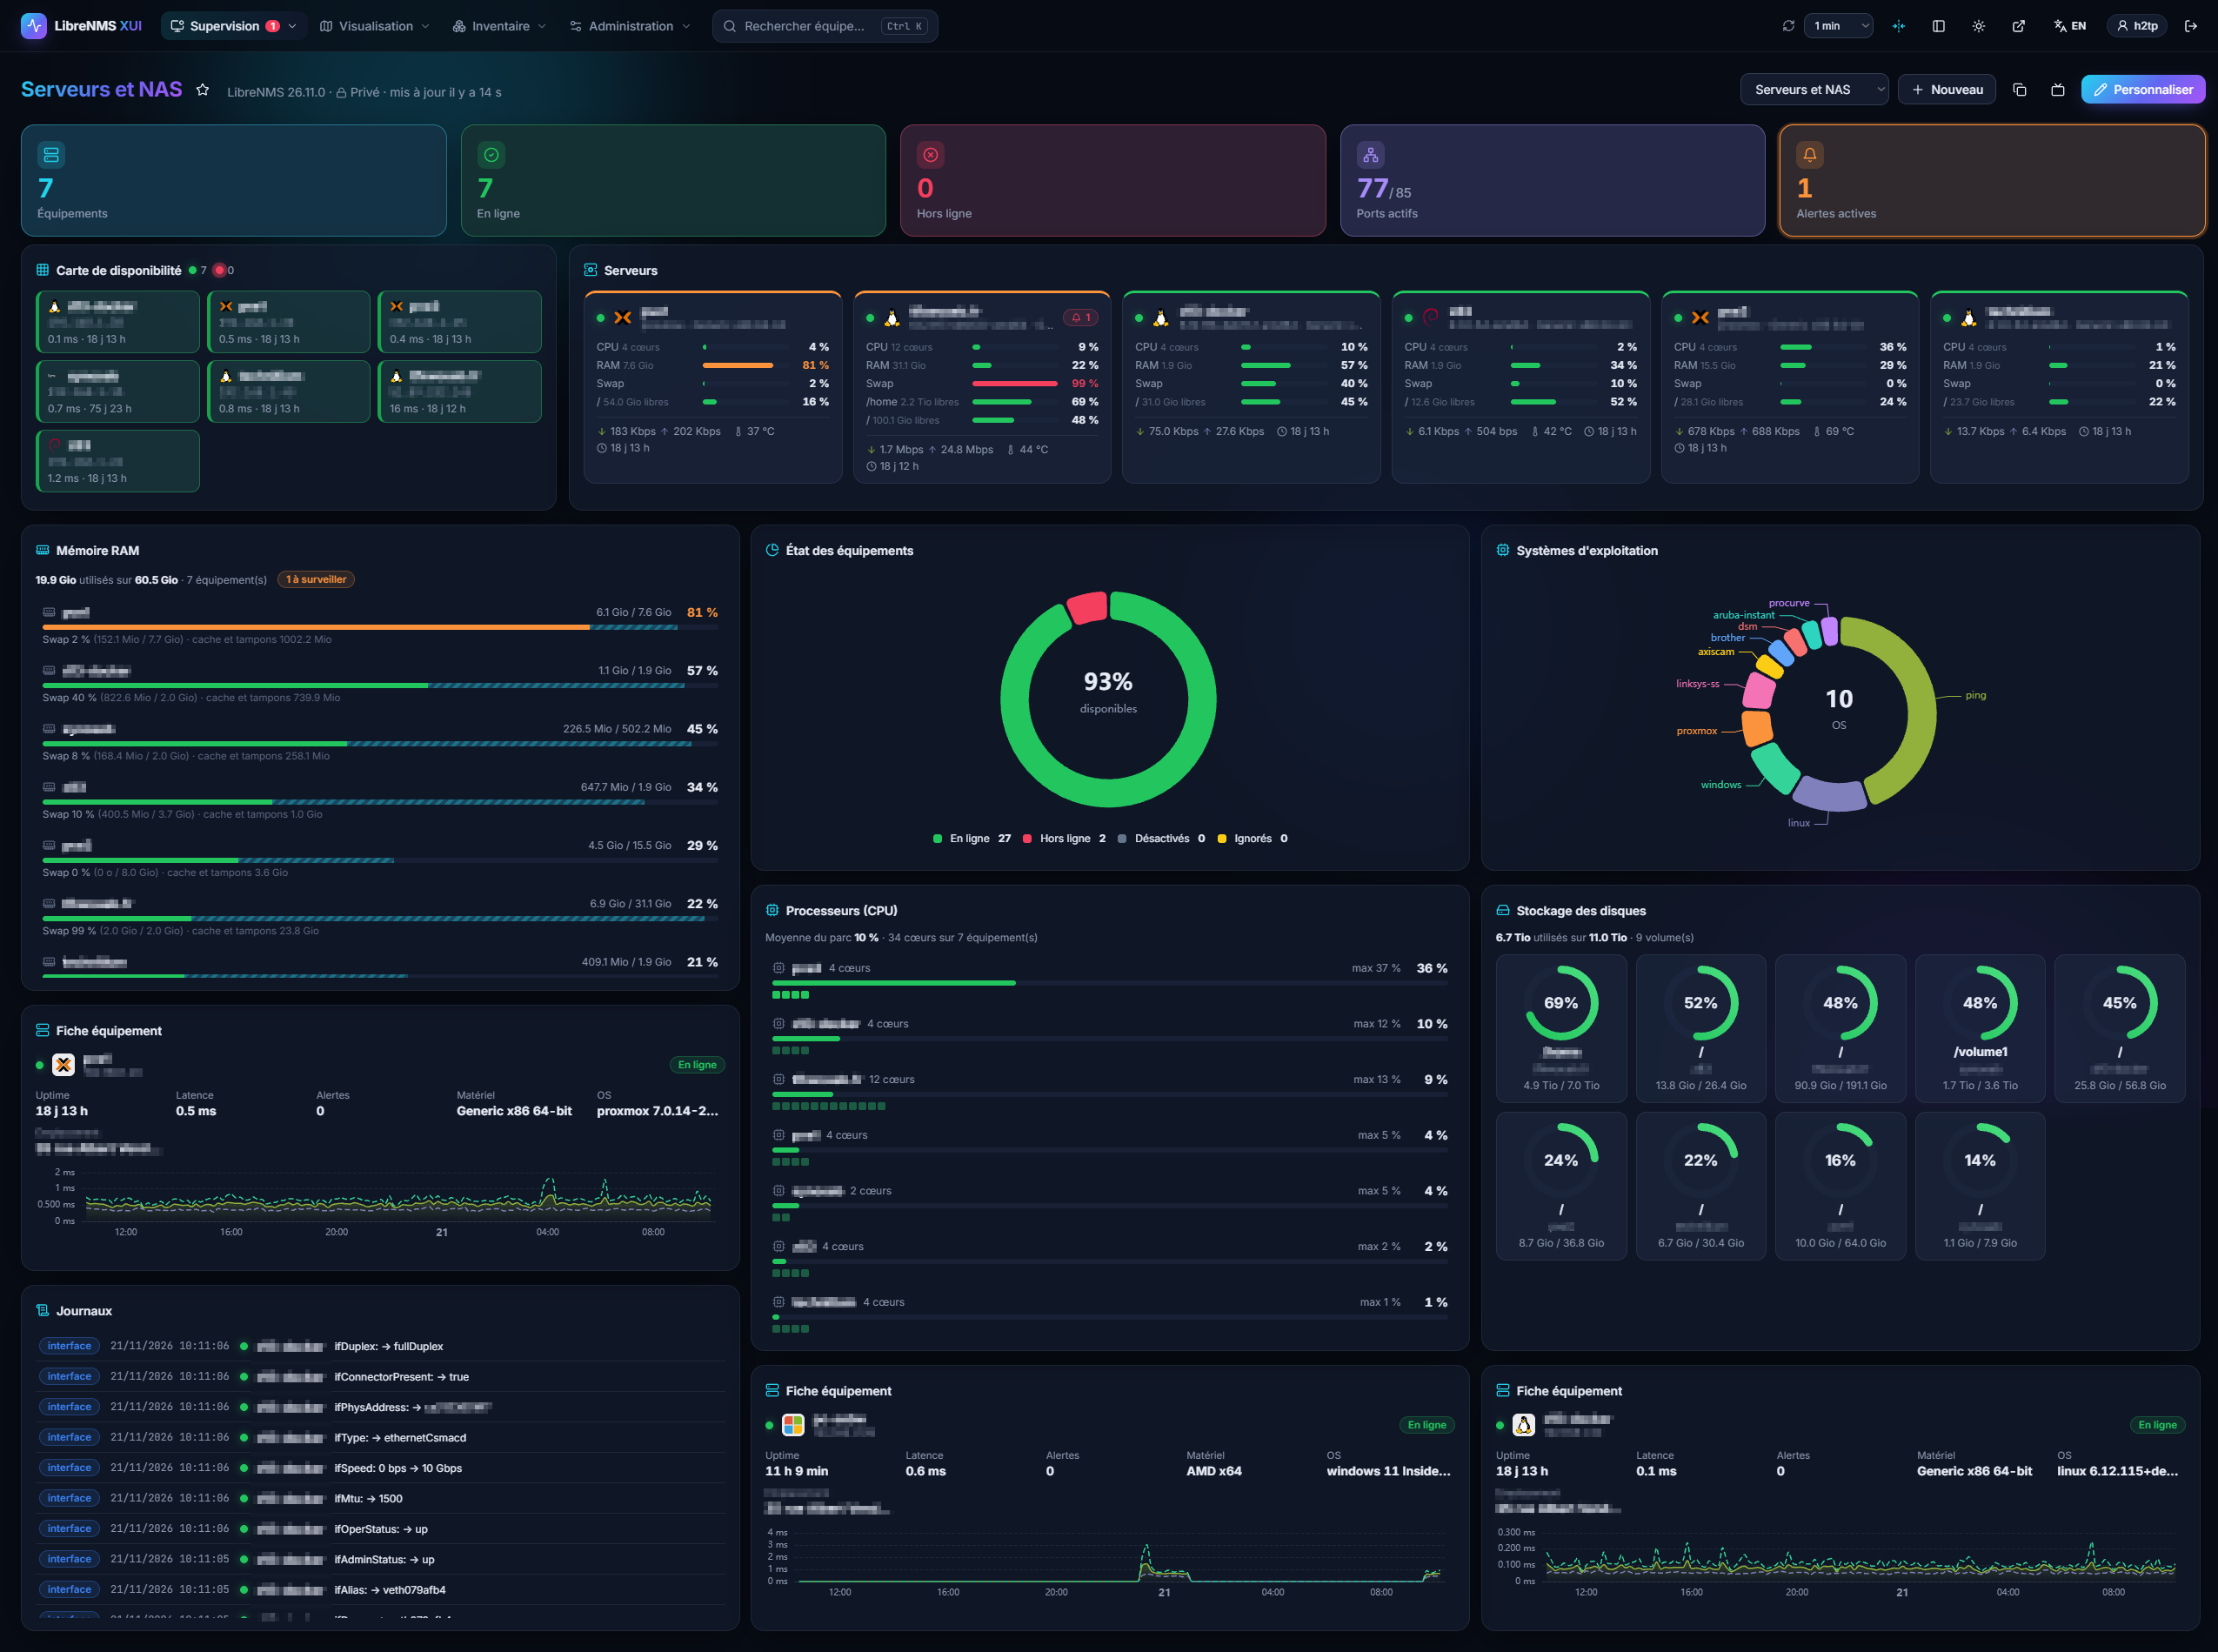 LibreNMS XUI
Supervision 1
Visualisation
Inventaire
Administration
Rechercher équipe... Ctrl K
1 min
EN
h2tp
Serveurs et NAS
LibreNMS 26.11.0 · Privé · mis à jour il y a 14 s
Serveurs et NAS
Nouveau
Personnaliser
7
Équipements
7
En ligne
0
Hors ligne
77/85
Ports actifs
1
Alertes actives
Carte de disponibilité 7 0
0.1 ms · 18 j 13 h
0.5 ms · 18 j 13 h
0.4 ms · 18 j 13 h
0.7 ms · 75 j 23 h
0.8 ms · 18 j 13 h
16 ms · 18 j 12 h
1.2 ms · 18 j 13 h
Serveurs
CPU 4 cœurs 4 %
RAM 7.6 Gio 81 %
Swap 2 %
/ 54.0 Gio libres 16 %
↓ 183 Kbps ↑ 202 Kbps 37 °C
18 j 13 h
1
CPU 12 cœurs 9 %
RAM 31.1 Gio 22 %
Swap 99 %
/home 2.2 Tio libres 69 %
/ 100.1 Gio libres 48 %
↓ 1.7 Mbps ↑ 24.8 Mbps 44 °C
18 j 12 h
CPU 4 cœurs 10 %
RAM 1.9 Gio 57 %
Swap 40 %
/ 31.0 Gio libres 45 %
↓ 75.0 Kbps ↑ 27.6 Kbps 18 j 13 h
CPU 4 cœurs 2 %
RAM 1.9 Gio 34 %
Swap 10 %
/ 12.6 Gio libres 52 %
↓ 6.1 Kbps ↑ 504 bps 42 °C 18 j 13 h
CPU 4 cœurs 36 %
RAM 15.5 Gio 29 %
Swap 0 %
/ 28.1 Gio libres 24 %
↓ 678 Kbps ↑ 688 Kbps 69 °C
18 j 13 h
CPU 4 cœurs 1 %
RAM 1.9 Gio 21 %
Swap 0 %
/ 23.7 Gio libres 22 %
↓ 13.7 Kbps ↑ 6.4 Kbps 18 j 13 h
Mémoire RAM
19.9 Gio utilisés sur 60.5 Gio · 7 équipement(s) 1 à surveiller
6.1 Gio / 7.6 Gio 81 %
Swap 2 % (152.1 Mio / 7.7 Gio) · cache et tampons 1002.2 Mio
1.1 Gio / 1.9 Gio 57 %
Swap 40 % (822.6 Mio / 2.0 Gio) · cache et tampons 739.9 Mio
226.5 Mio / 502.2 Mio 45 %
Swap 8 % (168.4 Mio / 2.0 Gio) · cache et tampons 258.1 Mio
647.7 Mio / 1.9 Gio 34 %
Swap 10 % (400.5 Mio / 3.7 Gio) · cache et tampons 1.0 Gio
4.5 Gio / 15.5 Gio 29 %
Swap 0 % (0 o / 8.0 Gio) · cache et tampons 3.6 Gio
6.9 Gio / 31.1 Gio 22 %
Swap 99 % (2.0 Gio / 2.0 Gio) · cache et tampons 23.8 Gio
409.1 Mio / 1.9 Gio 21 %
État des équipements
93%
disponibles
En ligne 27 Hors ligne 2 Désactivés 0 Ignorés 0
Systèmes d'exploitation
procurve
aruba-instant
dsm
brother
axiscam
linksys-ss
proxmox
windows
linux
ping
10
OS
Processeurs (CPU)
Moyenne du parc 10 % · 34 cœurs sur 7 équipement(s)
4 cœurs max 37 % 36 %
4 cœurs max 12 % 10 %
12 cœurs max 13 % 9 %
4 cœurs max 5 % 4 %
2 cœurs max 5 % 4 %
4 cœurs max 2 % 2 %
4 cœurs max 1 % 1 %
Stockage des disques
6.7 Tio utilisés sur 11.0 Tio · 9 volume(s)
69%
4.9 Tio / 7.0 Tio
52%
/
13.8 Gio / 26.4 Gio
48%
/
90.9 Gio / 191.1 Gio
48%
/volume1
1.7 Tio / 3.6 Tio
45%
/
25.8 Gio / 56.8 Gio
24%
/
8.7 Gio / 36.8 Gio
22%
/
6.7 Gio / 30.4 Gio
16%
/
10.0 Gio / 64.0 Gio
14%
/
1.1 Gio / 7.9 Gio
Fiche équipement
En ligne
Uptime Latence Alertes Matériel OS
18 j 13 h 0.5 ms 0 Generic x86 64-bit proxmox 7.0.14-2...
2 ms
1 ms
0.500 ms
0 ms
12:00 16:00 20:00 21 04:00 08:00
Journaux
interface 21/11/2026 10:11:06 ifDuplex: → fullDuplex
interface 21/11/2026 10:11:06 ifConnectorPresent: → true
interface 21/11/2026 10:11:06 ifPhysAddress: →
interface 21/11/2026 10:11:06 ifType: → ethernetCsmacd
interface 21/11/2026 10:11:06 ifSpeed: 0 bps → 10 Gbps
interface 21/11/2026 10:11:06 ifMtu: → 1500
interface 21/11/2026 10:11:06 ifOperStatus: → up
interface 21/11/2026 10:11:05 ifAdminStatus: → up
interface 21/11/2026 10:11:05 ifAlias: → veth079afb4
Fiche équipement
En ligne
Uptime Latence Alertes Matériel OS
11 h 9 min 0.6 ms 0 AMD x64 windows 11 Inside...
4 ms
3 ms
2 ms
1 ms
0 ms
12:00 16:00 20:00 21 04:00 08:00
Fiche équipement
En ligne
Uptime Latence Alertes Matériel OS
18 j 13 h 0.1 ms 0 Generic x86 64-bit linux 6.12.115+de...
0.300 ms
0.200 ms
0.100 ms
0 ms
12:00 16:00 20:00 21 04:00 08:00